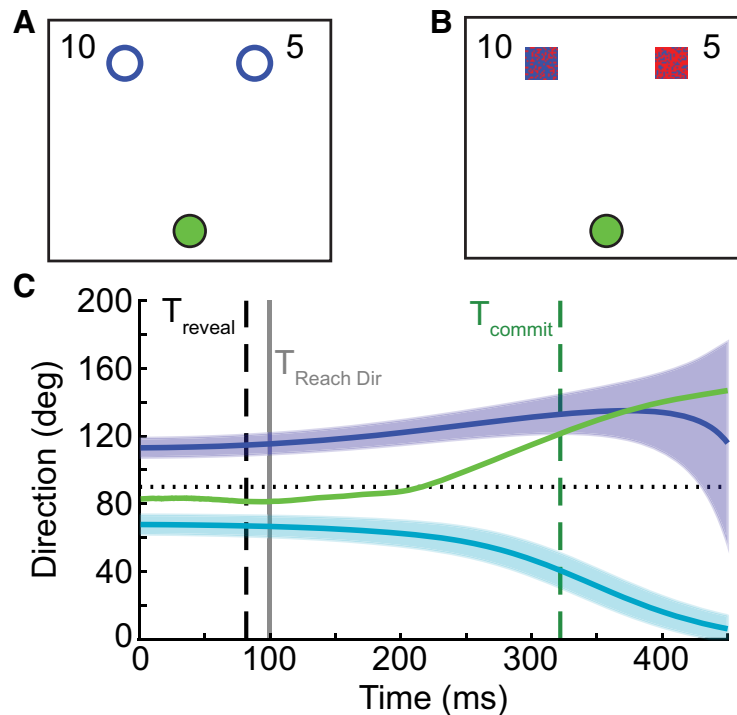 A
10
5
B
10
5
C
200
160
120
80
40
0
Direction (deg)
T reveal
T Reach Dir
T commit
0
100
200
300
400
Time (ms)